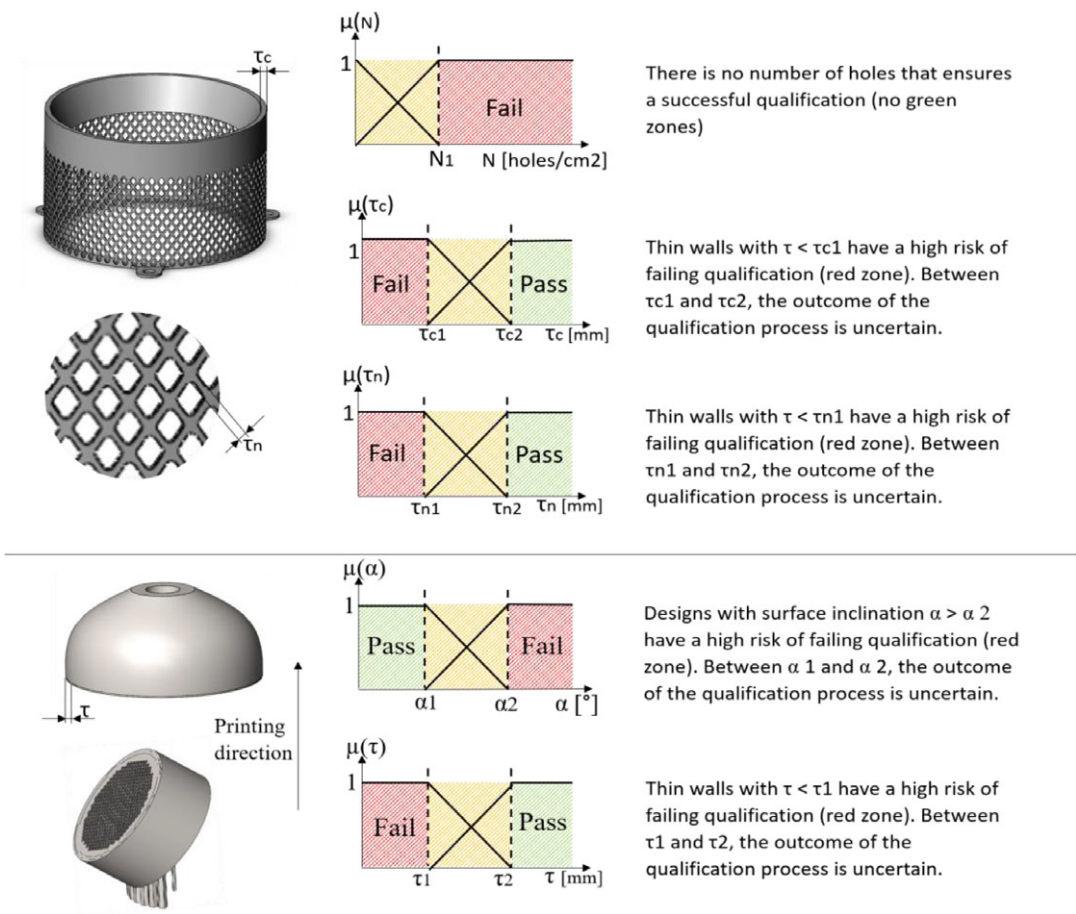 τc
μ(N)
1
Fail
N1
N [holes/cm2]
There is no number of holes that ensures
a successful qualification (no green
zones)
μ(τc)
1
Fail
Pass
τc1
τc2
τc [mm]
Thin walls with τ < τc1 have a high risk of
failing qualification (red zone). Between
τc1 and τc2, the outcome of the
qualification process is uncertain.
τn
μ(τn)
1
Fail
Pass
τn1
τn2
τn [mm]
Thin walls with τ < τn1 have a high risk of
failing qualification (red zone). Between
τn1 and τn2, the outcome of the
qualification process is uncertain.
τ
Printing
direction
μ(α)
1
Pass
Fail
α1
α2
α [°]
Designs with surface inclination α > α 2
have a high risk of failing qualification (red
zone). Between α 1 and α 2, the outcome
of the qualification process is uncertain.
μ(τ)
1
Fail
Pass
τ1
τ2
τ [mm]
Thin walls with τ < τ1 have a high risk of
failing qualification (red zone). Between
τ1 and τ2, the outcome of the
qualification process is uncertain.